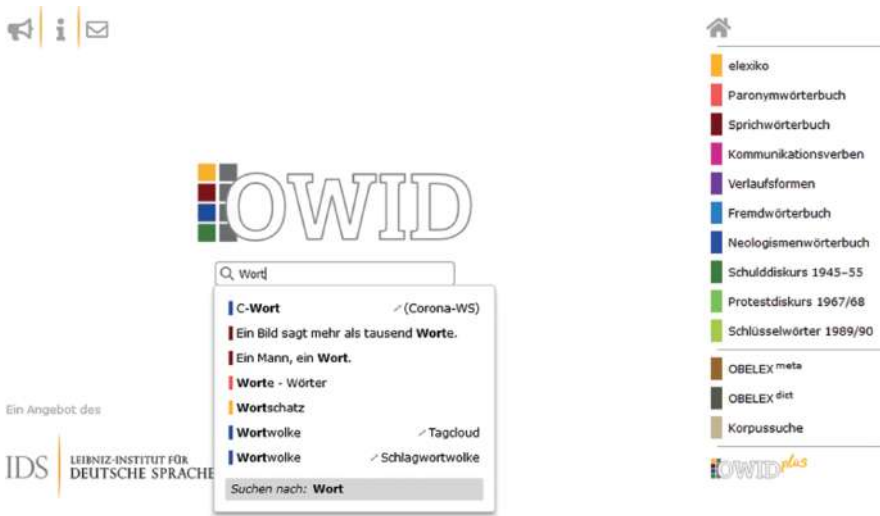 OWID
Wort
C-Wort (Corona-WS)
Ein Bild sagt mehr als tausend Worte.
Ein Mann, ein Wort.
Worte - Wörter
Wortschatz
Wortwolke Tagcloud
Wortwolke Schlagwortwolke
Suchen nach: Wort
Ein Angebot des
IDS LEIBNIZ-INSTITUT FÜR
DEUTSCHE SPRACHE
elexiko
Paronymwörterbuch
Sprichwörterbuch
Kommunikationsverben
Verlaufsformen
Fremdwörterbuch
Neologismenwörterbuch
Schulddiskurs 1945–55
Protestdiskurs 1967/68
Schlüsselwörter 1989/90
OBELEX meta
OBELEX dict
Korpussuche
OWID plus